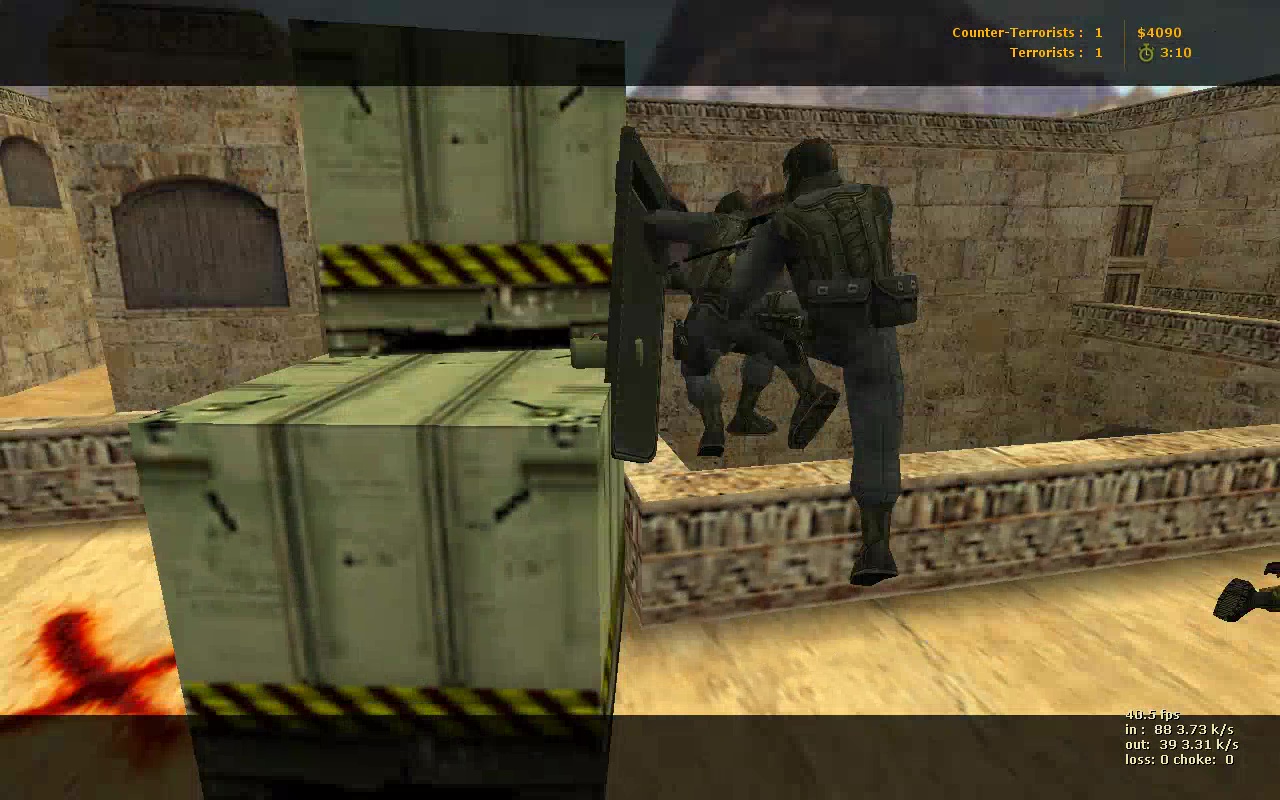 Counter-Terrorists : 1 $4090
Terrorists : 1 3:10
40.5 fps
in : 88 3.73 k/s
out: 39 3.31 k/s
loss: 0 choke: 0